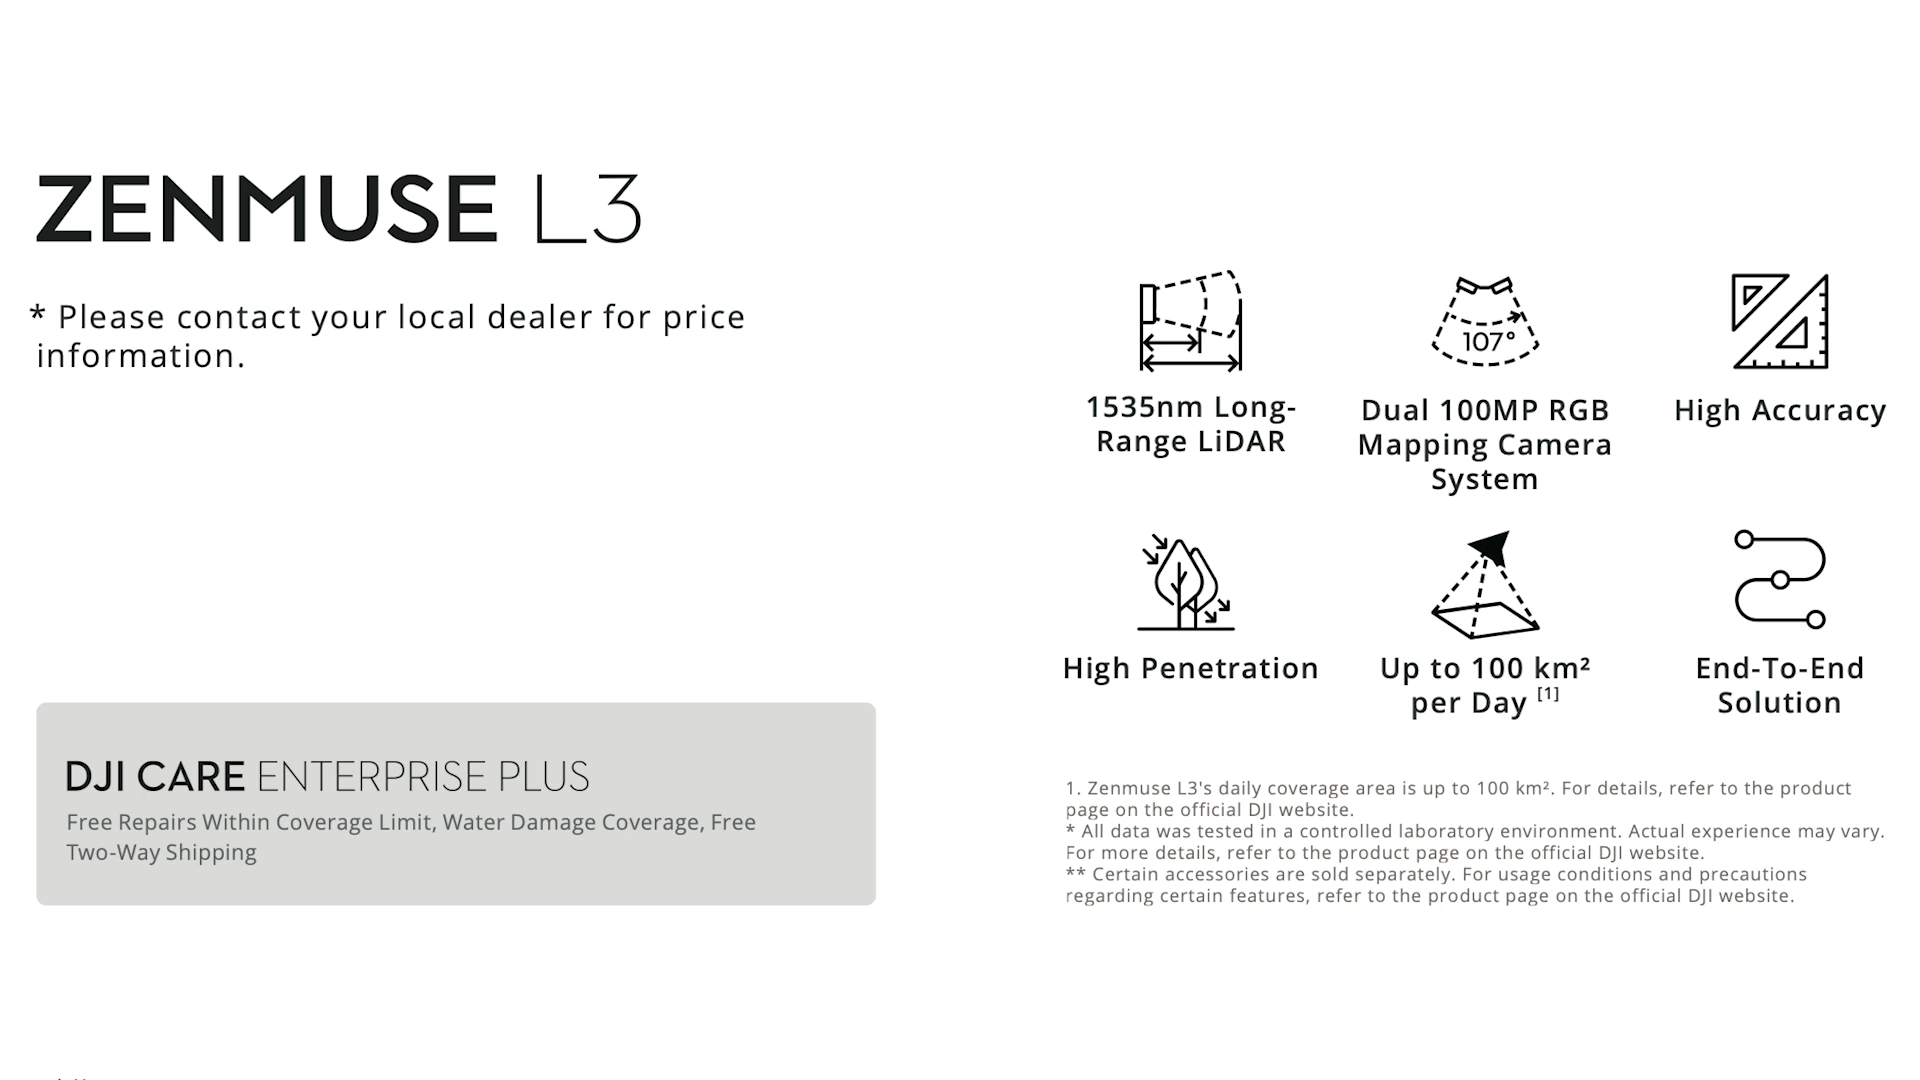 ZENMUSE L3
* Please contact your local dealer for price
information.
107°
1535nm Long-
Range LiDAR
Dual 100MP RGB
Mapping Camera
System
High Accuracy
High Penetration
Up to 100 km²
per Day [1]
End-To-End
Solution
DJI CARE ENTERPRISE PLUS
Free Repairs Within Coverage Limit, Water Damage Coverage, Free
Two-Way Shipping
1. Zenmuse L3's daily coverage area is up to 100 km². For details, refer to the product
page on the official DJI website.
* All data was tested in a controlled laboratory environment. Actual experience may vary.
For more details, refer to the product page on the official DJI website.
** Certain accessories are sold separately. For usage conditions and precautions
regarding certain features, refer to the product page on the official DJI website.